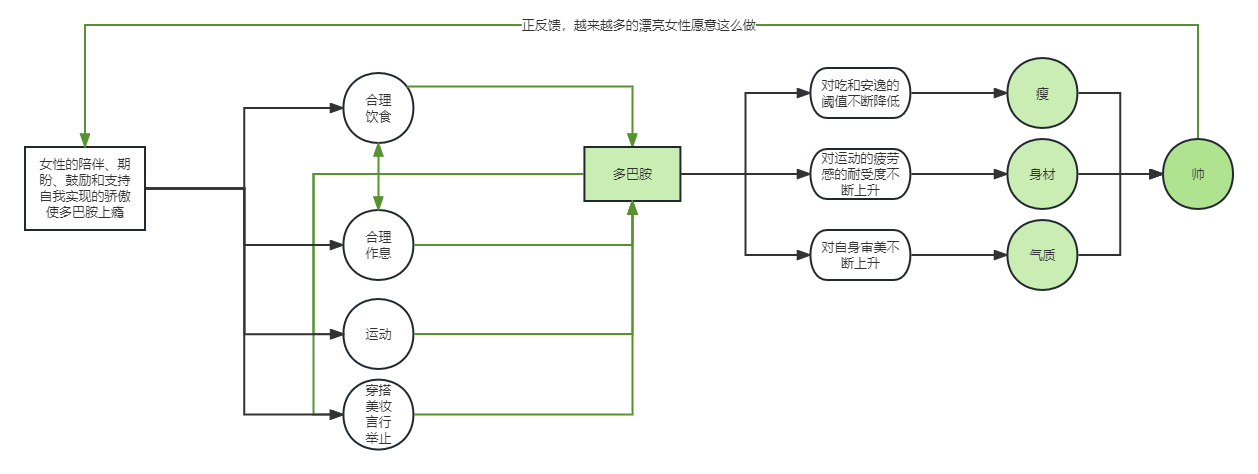 正反馈，越来越多的漂亮女性愿意这么做
女性的陪伴、期
盼、鼓励和支持
自我实现的骄傲
使多巴胺上瘾
合理
饮食
合理
作息
运动
穿搭
美妆
言行
举止
多巴胺
对吃和安逸的
阈值不断降低
对运动的疲劳
感的耐受度不
断上升
对自身审美不
断上升
瘦
身材
气质
帅